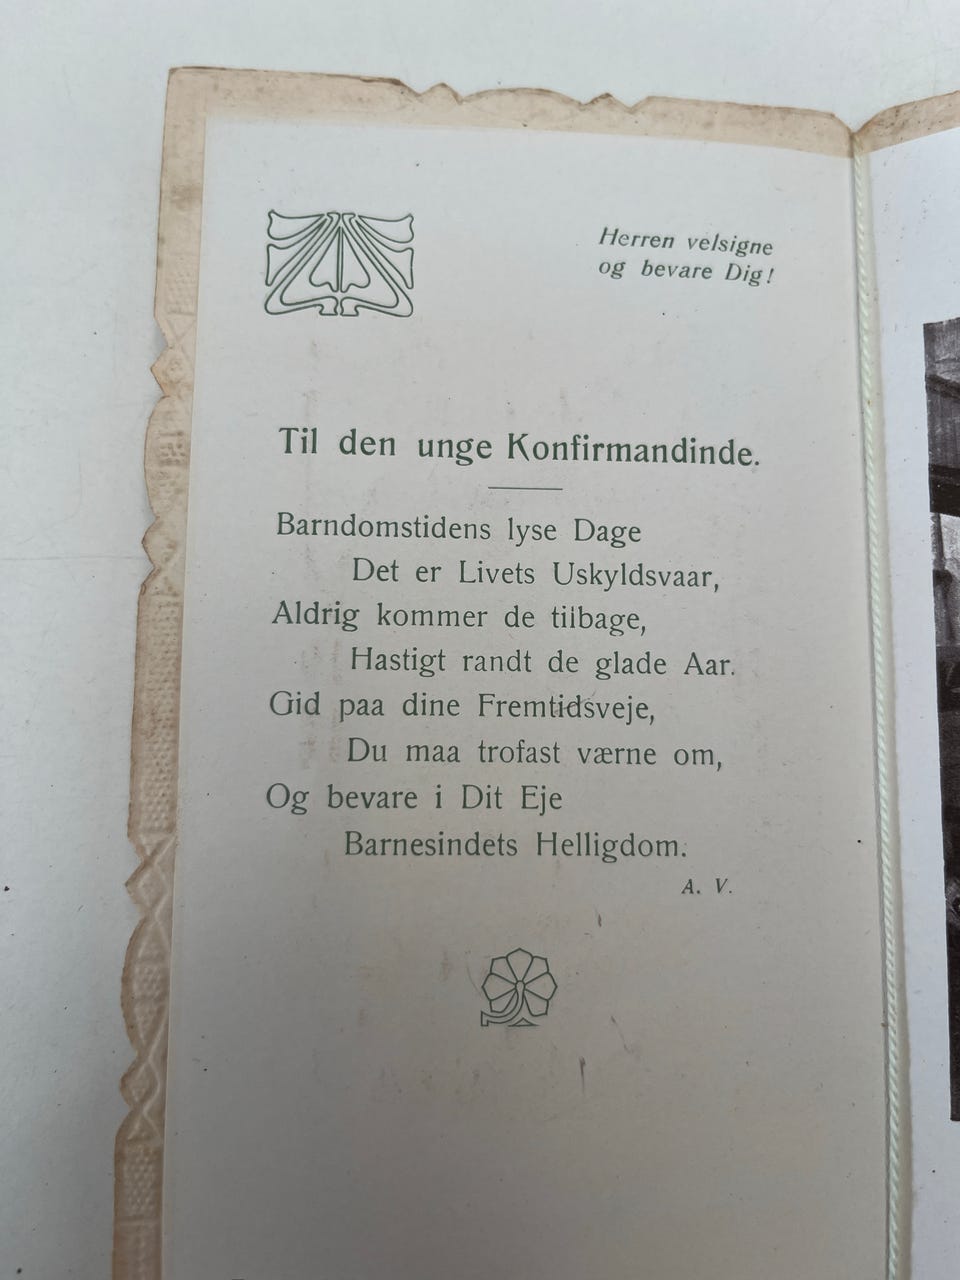 Herren velsigne
og bevare Dig!
Til den unge Konfirmandinde.
Barndomstidens lyse Dage
Det er Livets Uskyldsvaar,
Aldrig kommer de tilbage,
Hastigt randt de glade Aar.
Gid paa dine Fremtidsveje,
Du maa trofast værne om,
Og bevare i Dit Eje
Barnesindets Helligdom.
A. V.